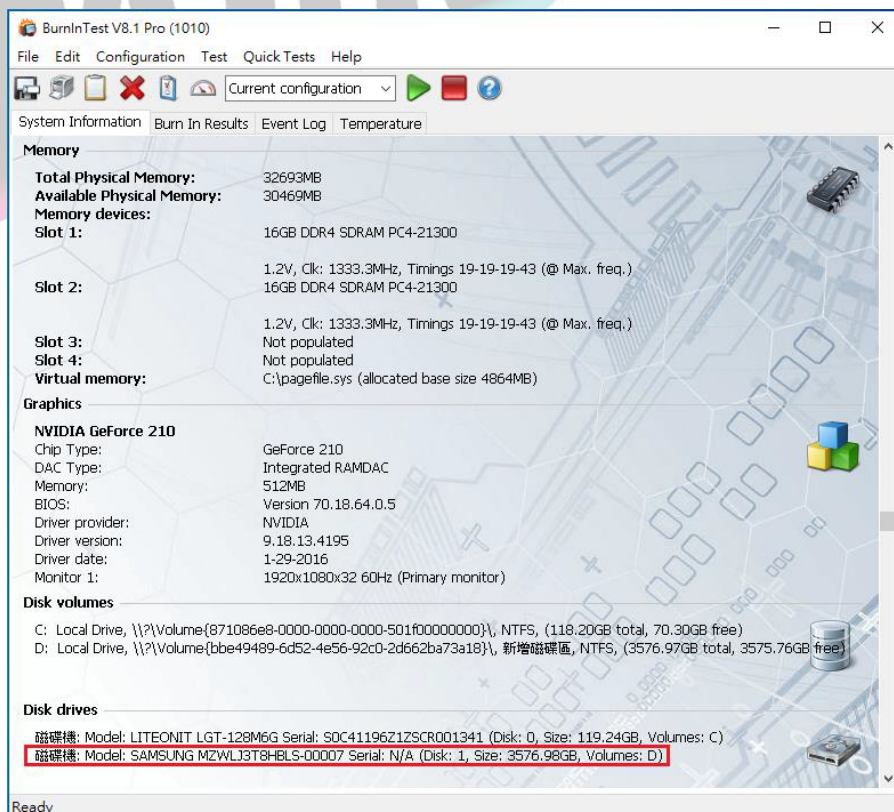 BurnInTest V8.1 Pro (1010)
File Edit Configuration Test Quick Tests Help
Current configuration
System Information Burn In Results Event Log Temperature
Memory
Total Physical Memory: 32693MB
Available Physical Memory: 30469MB
Memory devices:
Slot 1: 16GB DDR4 SDRAM PC4-21300
1.2V, Clk: 1333.3MHz, Timings 19-19-19-43 (@ Max. freq.)
Slot 2: 16GB DDR4 SDRAM PC4-21300
1.2V, Clk: 1333.3MHz, Timings 19-19-19-43 (@ Max. freq.)
Slot 3: Not populated
Slot 4: Not populated
Virtual memory: C:\pagefile.sys (allocated base size 4864MB)
Graphics
NVIDIA GeForce 210
Chip Type: GeForce 210
DAC Type: Integrated RAMDAC
Memory: 512MB
BIOS: Version 70.18.64.0.5
Driver provider: NVIDIA
Driver version: 9.18.13.4195
Driver date: 1-29-2016
Monitor 1: 1920x1080x32 60Hz (Primary monitor)
Disk volumes
C: Local Drive, \\?\Volume{871086e8-0000-0000-0000-501f00000000}\, NTFS, (118.20GB total, 70.30GB free)
D: Local Drive, \\?\Volume{bbe49489-6d52-4e56-92c0-2d662ba73a18}\, 新增磁碟區, NTFS, (3576.97GB total, 3575.76GB free)
Disk drives
磁碟機: Model: LITEONIT LGT-128M6G Serial: S0C41196Z1ZSCR001341 (Disk: 0, Size: 119.24GB, Volumes: C)
磁碟機: Model: SAMSUNG MZWLJ3T8HBLS-00007 Serial: N/A (Disk: 1, Size: 3576.98GB, Volumes: D)
Ready